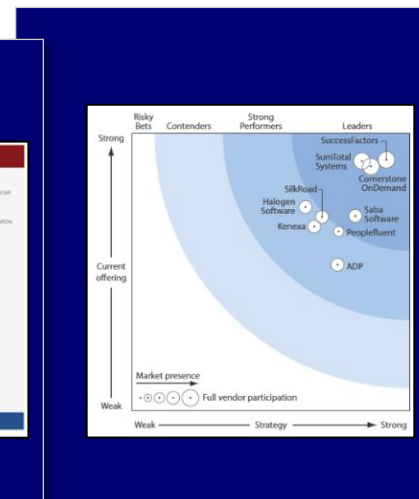 Risky Bets
Contenders
Strong Performers
Leaders
Strong
SuccessFactors
SumTotal Systems
Cornerstone OnDemand
SilkRoad
Halogen Software
Saba Software
Kenexa
Peoplefluent
ADP
Current offering
Market presence
Full vendor participation
Weak
Weak
Strategy
Strong